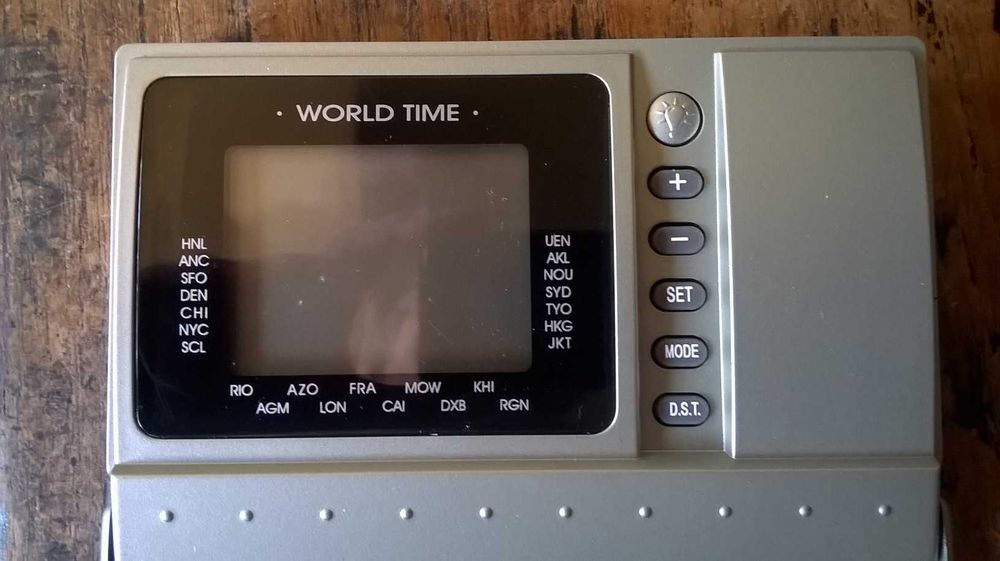 · WORLD TIME ·
HNL
ANC
SFO
DEN
CHI
NYC
SCL
UEN
AKL
NOU
SYD
TYO
HKG
JKT
RIO AZO FRA MOW KHI
AGM LON CAI DXB RGN
+
−
SET
MODE
D.S.T.